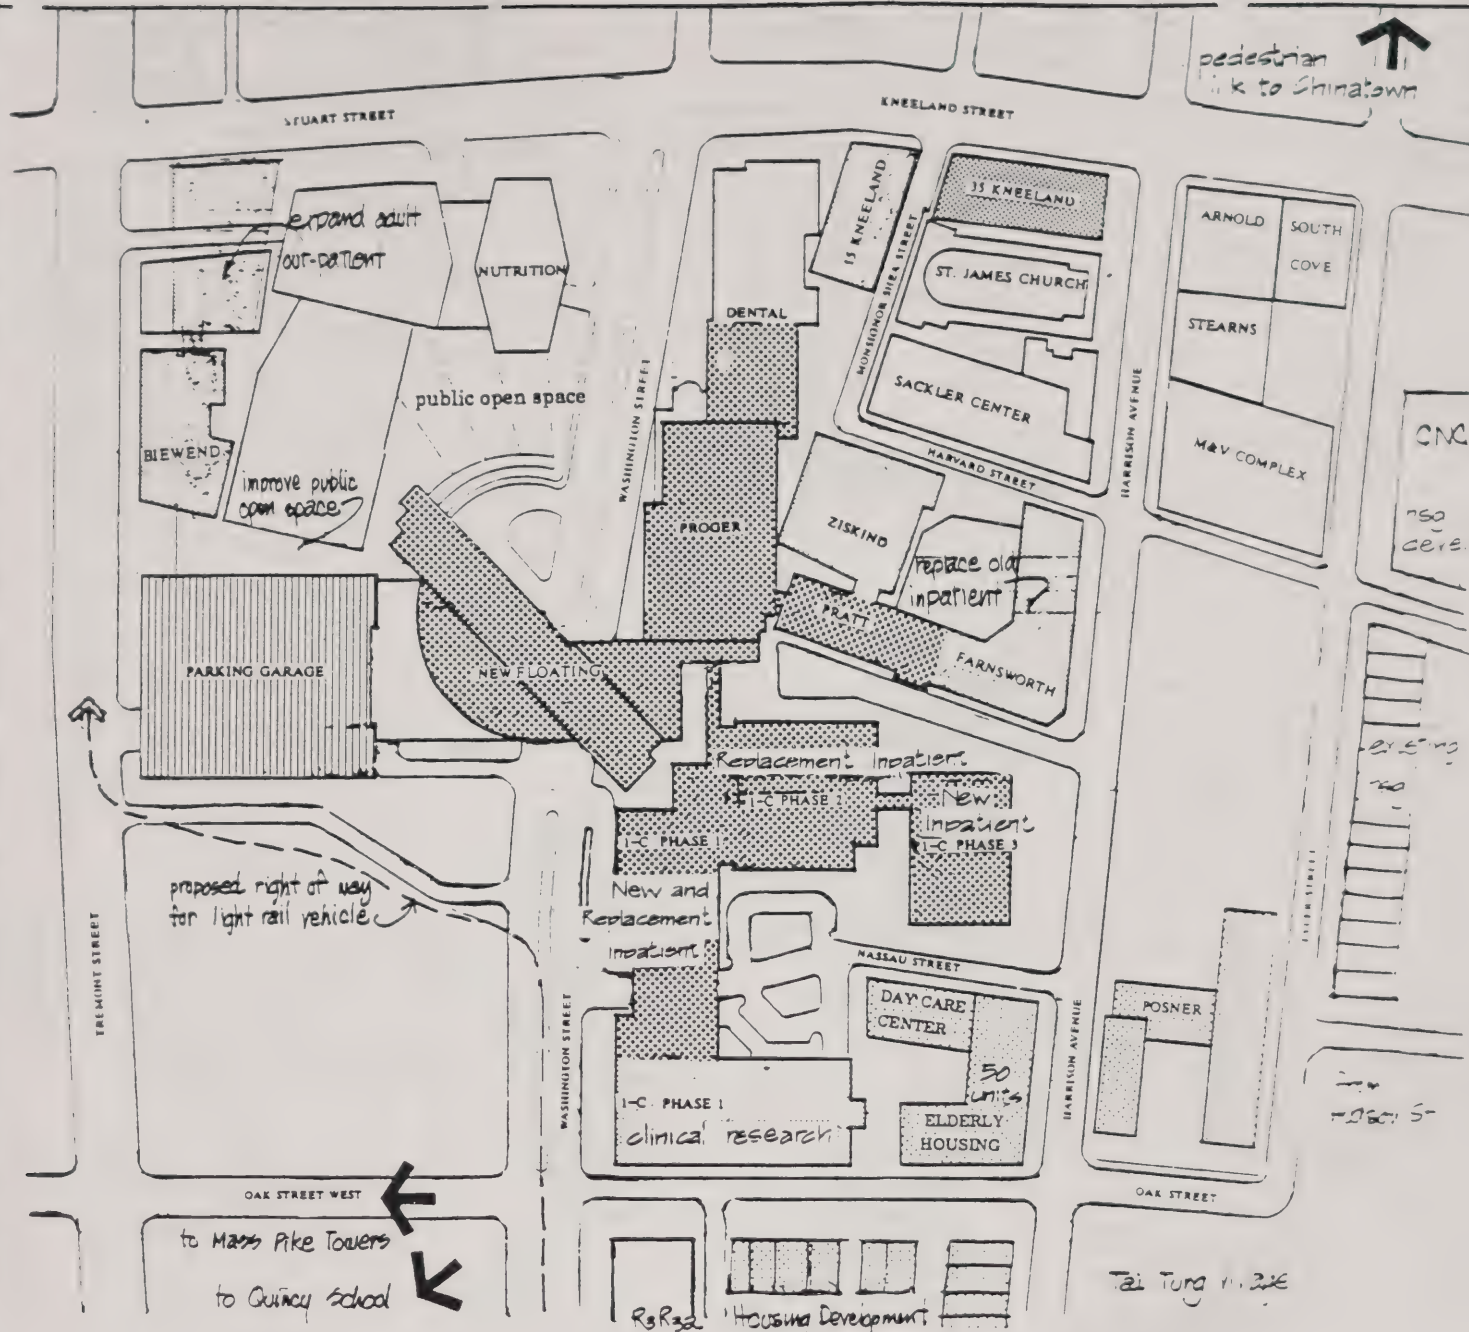 pedestrian
to Chinatown
STUART STREET
KNEELAND STREET
expand adult
out-patient
NUTRITION
15 KNEELAND
35 KNEELAND
MONSIGNOR SHEA STREET
ST. JAMES CHURCH
ARNOLD
SOUTH
COVE
STEARNS
DENTAL
SACKLER CENTER
HARRISON AVENUE
M&V COMPLEX
CNC
WASHINGTON STREET
public open space
BIEWEND
improve public
open space
HARVARD STREET
PROGER
ZISKIND
replace old
inpatient
PRATT
FARNSWORTH
PARKING GARAGE
NEW FLOATING
Replacement Inpatient
1-C PHASE 2
New
Inpatient
1-C PHASE 3
1-C PHASE 1
existing
proposed right of way
for light rail vehicle
New and
Replacement
inpatient
TREMONT STREET
WASHINGTON STREET
NASSAU STREET
DAY CARE
CENTER
HARRISON AVENUE
POSNER
50
units
1-C PHASE 1
clinical research
ELDERLY
HOUSING
OAK STREET WEST
OAK STREET
to Mass Pike Towers
to Quincy School
R3R32
Housing Development
Tai Tung